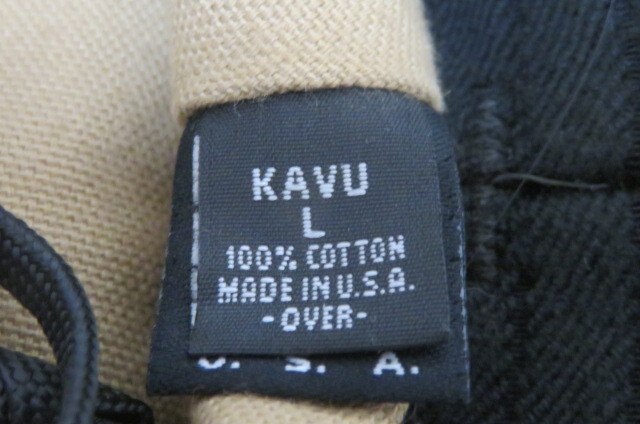 KAVU
L
100% COTTON
MADE IN U.S.A.
-OVER-
U. S. A.